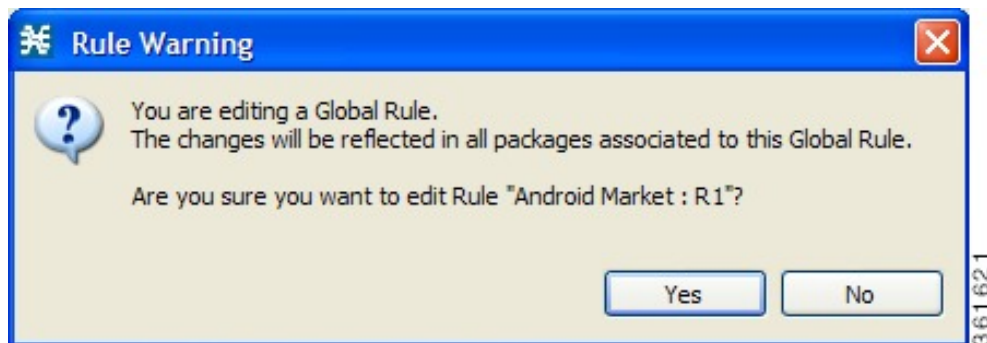 Rule Warning
You are editing a Global Rule.
The changes will be reflected in all packages associated to this Global Rule.
Are you sure you want to edit Rule "Android Market : R1"?
Yes
No
361621